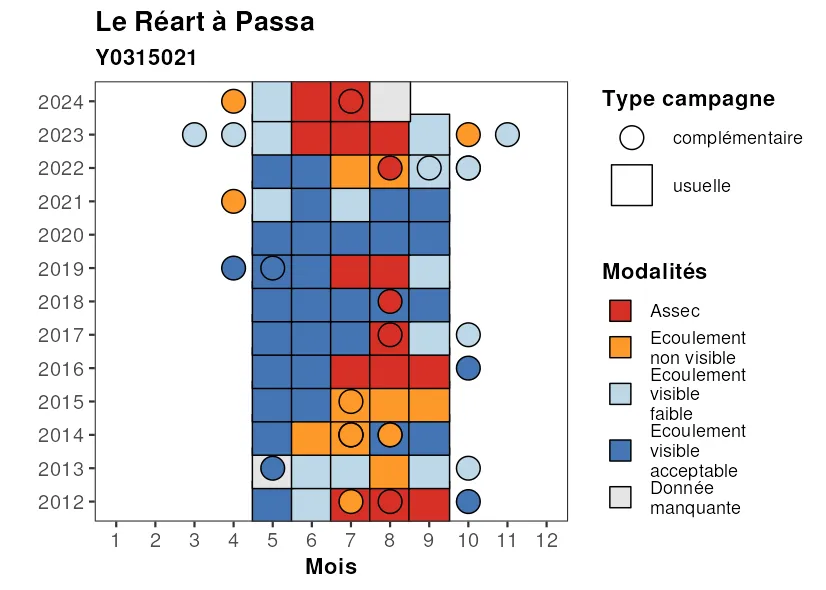 Le Réart à Passa
Y0315021
2024
2023
2022
2021
2020
2019
2018
2017
2016
2015
2014
2013
2012
1 2 3 4 5 6 7 8 9 10 11 12
Mois
Type campagne
complémentaire
usuelle
Modalités
Assec
Ecoulement
non visible
Ecoulement
visible
faible
Ecoulement
visible
acceptable
Donnée
manquante